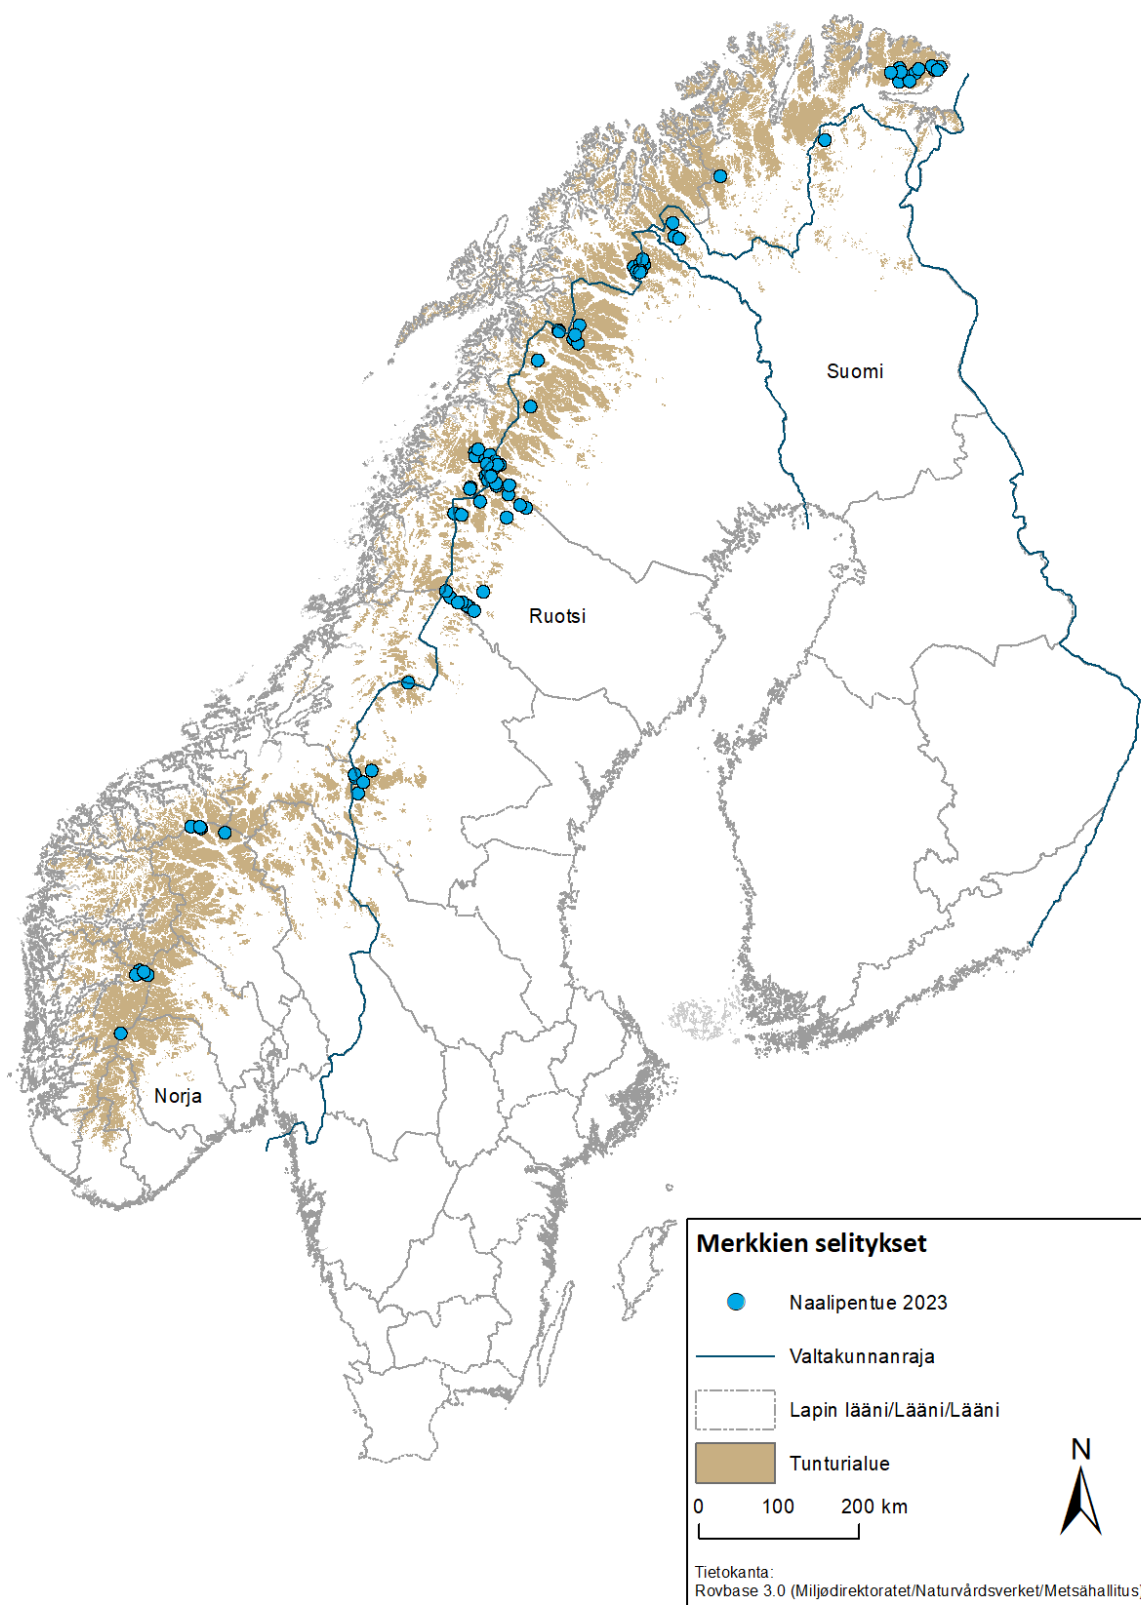 Suomi
Ruotsi
Norja
Merkkien selitykset
Naalipentue 2023
Valtakunnanraja
Lapin lääni/Lääni/Lääni
Tunturialue
N
0 100 200 km
Tietokanta:
Rovbase 3.0 (Miljødirektoratet/Naturvårdsverket/Metsähallitus)